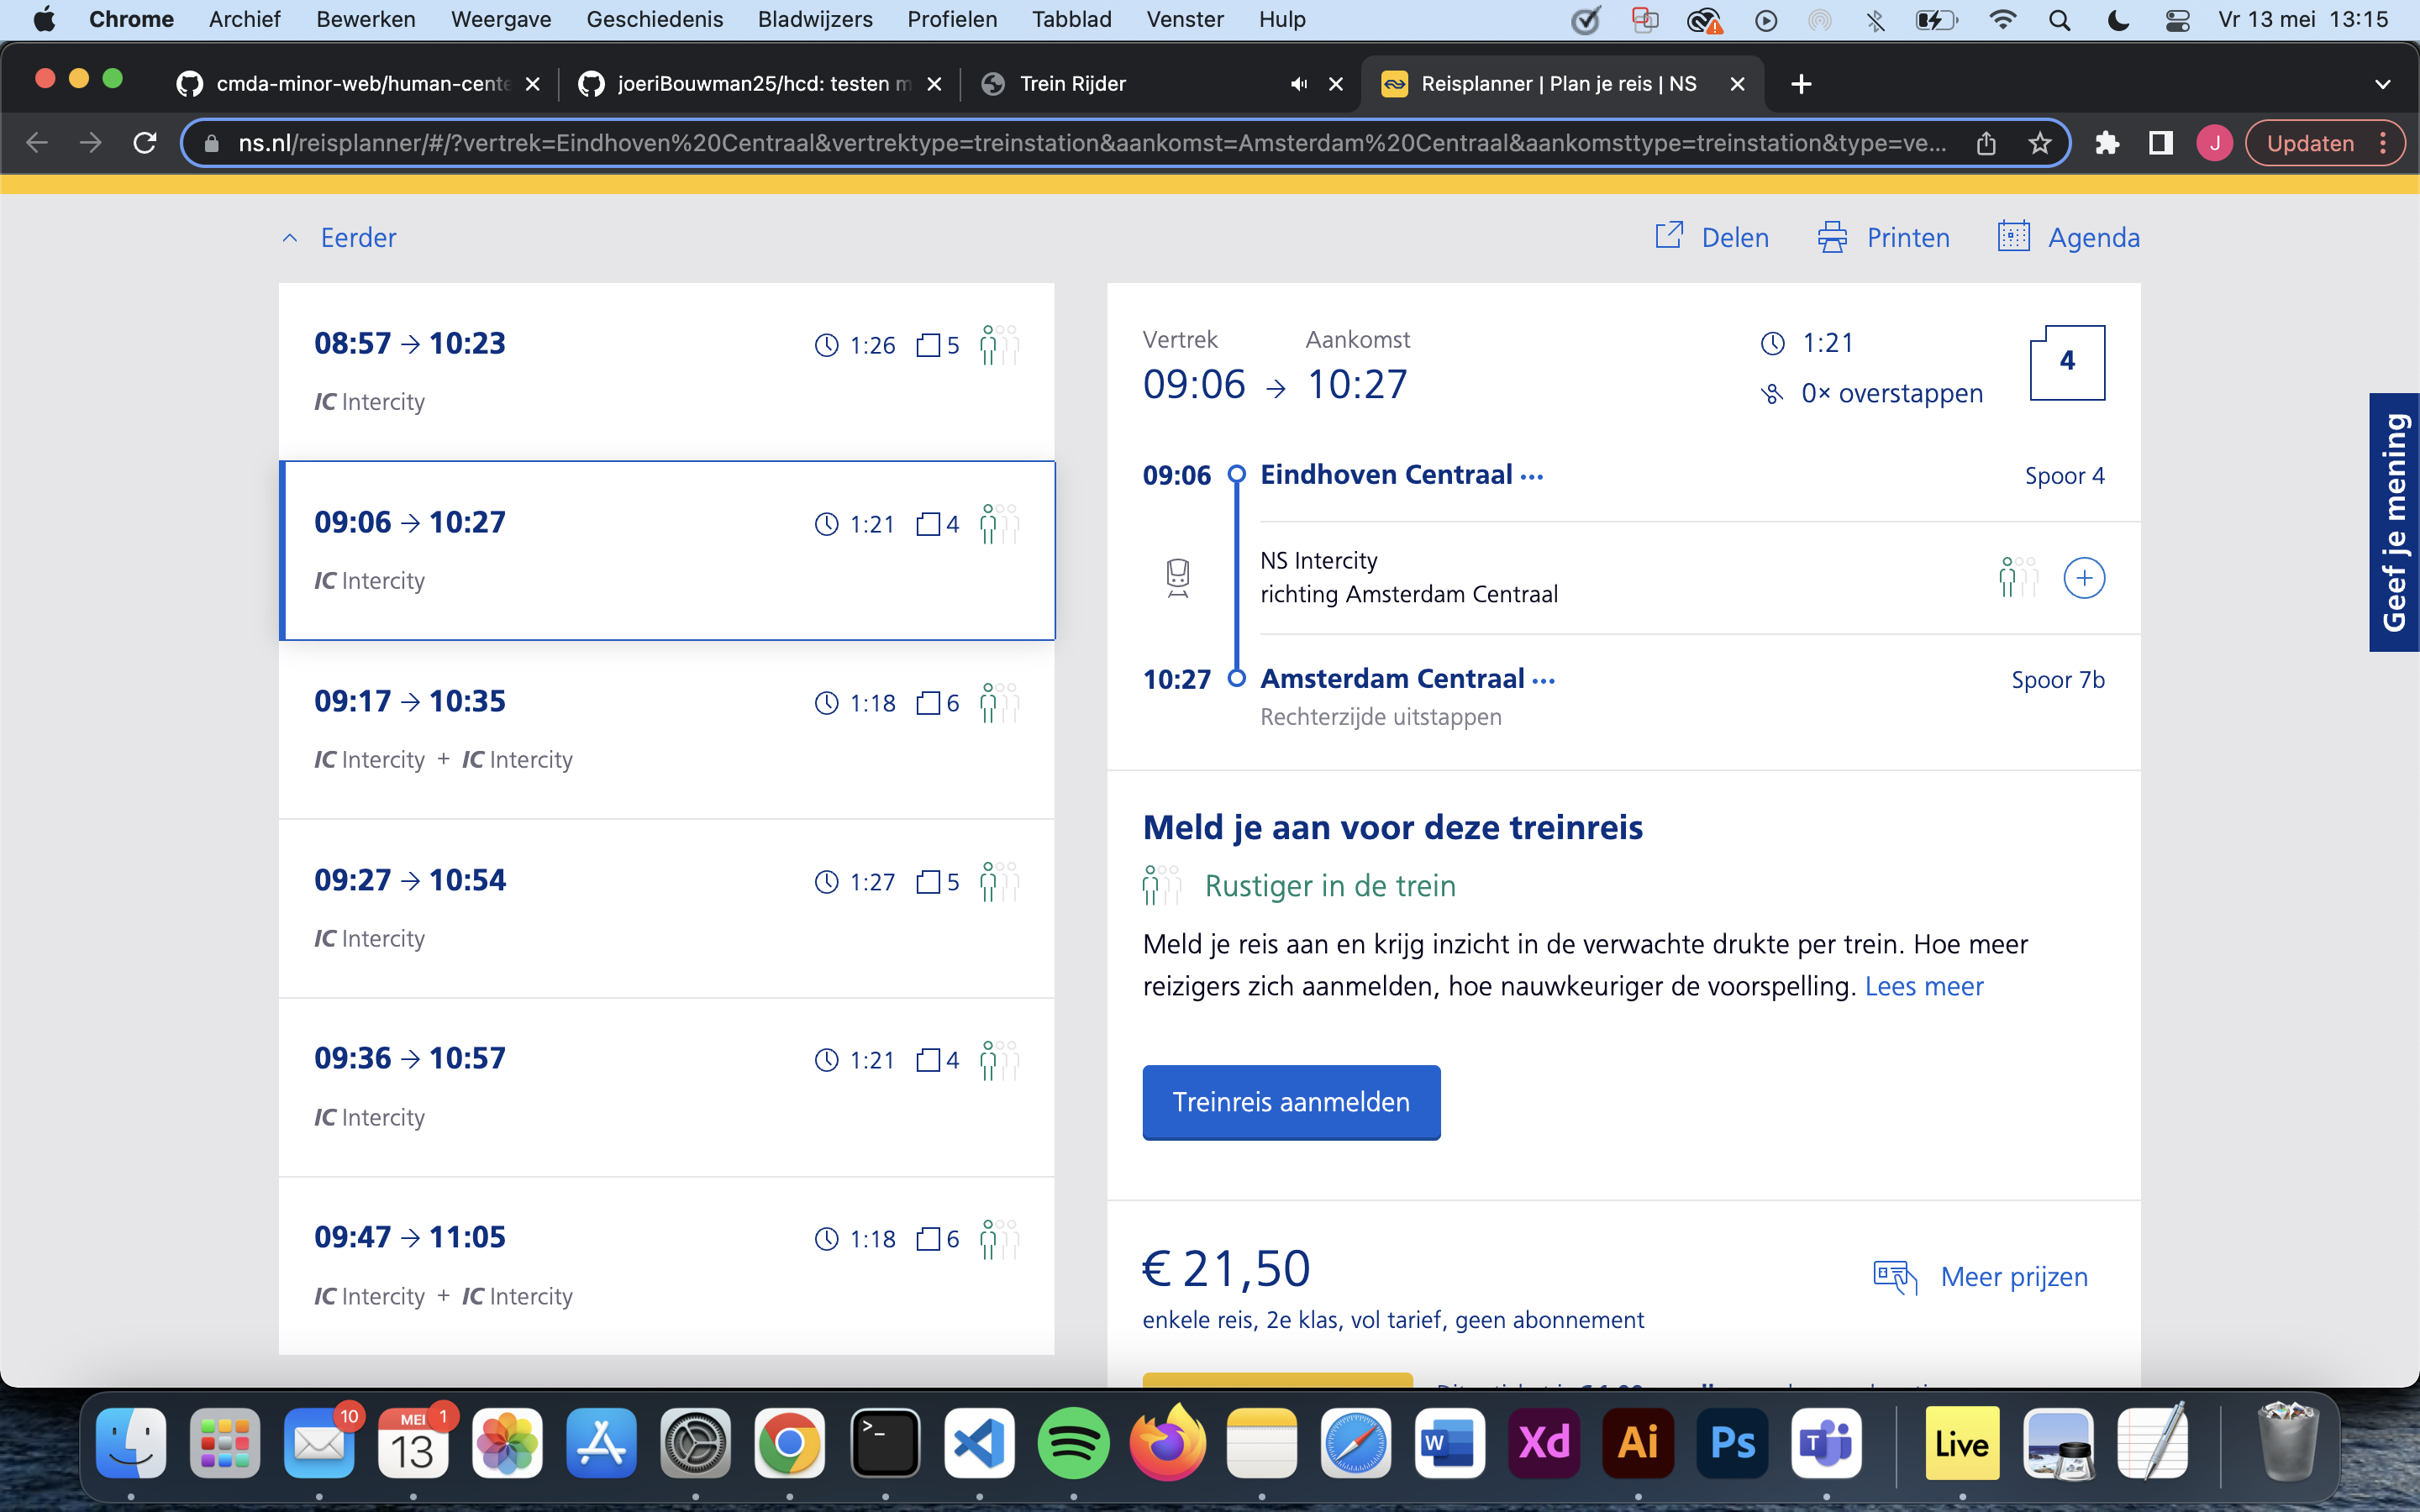 Chrome Archief Bewerken Weergave Geschiedenis Bladwijzers Profielen Tabblad Venster Hulp Vr 13 mei 13:15
cmda-minor-web/human-cente joeriBouwman25/hcd: testen m Trein Rijder Reisplanner | Plan je reis | NS
ns.nl/reisplanner/#/?vertrek=Eindhoven%20Centraal&vertrektype=treinstation&aankomst=Amsterdam%20Centraal&aankomsttype=treinstation&type=ve... J Updaten
Eerder
Delen Printen Agenda
08:57 → 10:23 1:26 5
IC Intercity
09:06 → 10:27 1:21 4
IC Intercity
09:17 → 10:35 1:18 6
IC Intercity + IC Intercity
09:27 → 10:54 1:27 5
IC Intercity
09:36 → 10:57 1:21 4
IC Intercity
09:47 → 11:05 1:18 6
IC Intercity + IC Intercity
Vertrek Aankomst
09:06 → 10:27
1:21
0× overstappen
4
09:06 Eindhoven Centraal ••• Spoor 4
NS Intercity
richting Amsterdam Centraal
10:27 Amsterdam Centraal ••• Spoor 7b
Rechterzijde uitstappen
Meld je aan voor deze treinreis
Rustiger in de trein
Meld je reis aan en krijg inzicht in de verwachte drukte per trein. Hoe meer
reizigers zich aanmelden, hoe nauwkeuriger de voorspelling. Lees meer
Treinreis aanmelden
€ 21,50
enkele reis, 2e klas, vol tarief, geen abonnement
Meer prijzen
Geef je mening
10
MEI 1
13
>_
W
Xd
Ai
Ps
T
Live